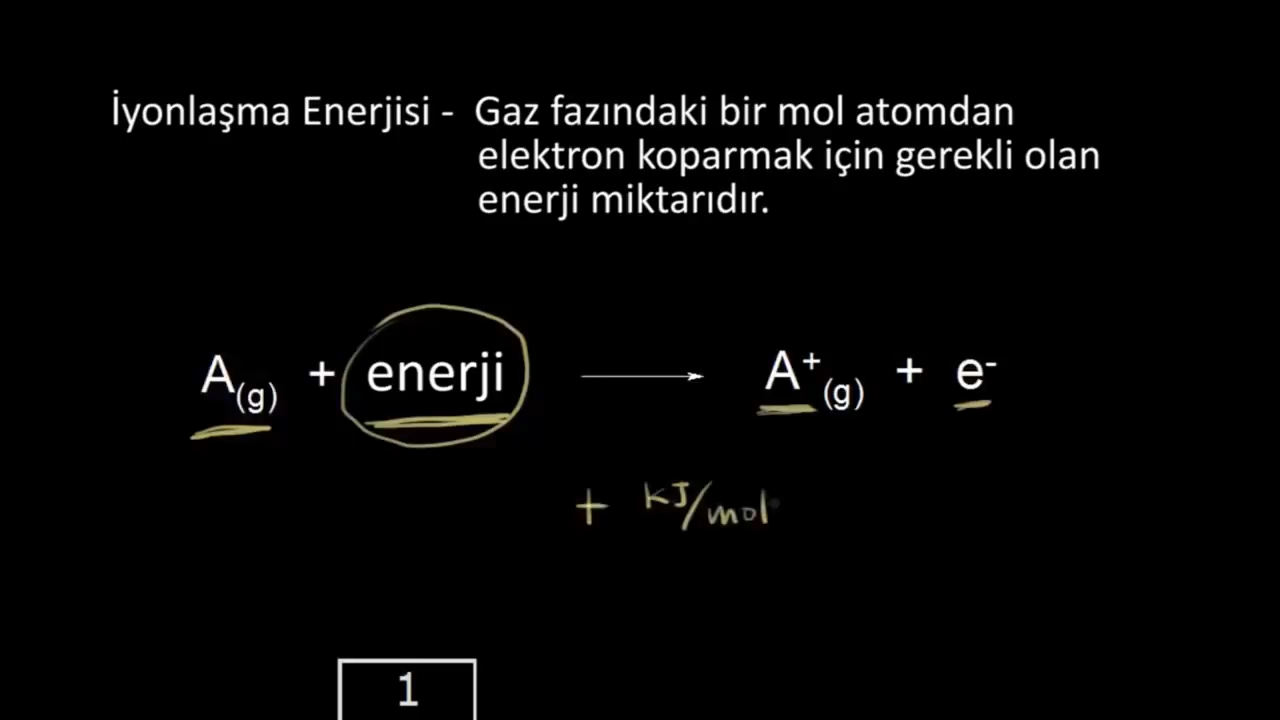 İyonlaşma Enerjisi - Gaz fazındaki bir mol atomdan
elektron koparmak için gerekli olan
enerji miktarıdır.
A(g) + enerji ⟶ A⁺(g) + e⁻
+ kJ/mol
1